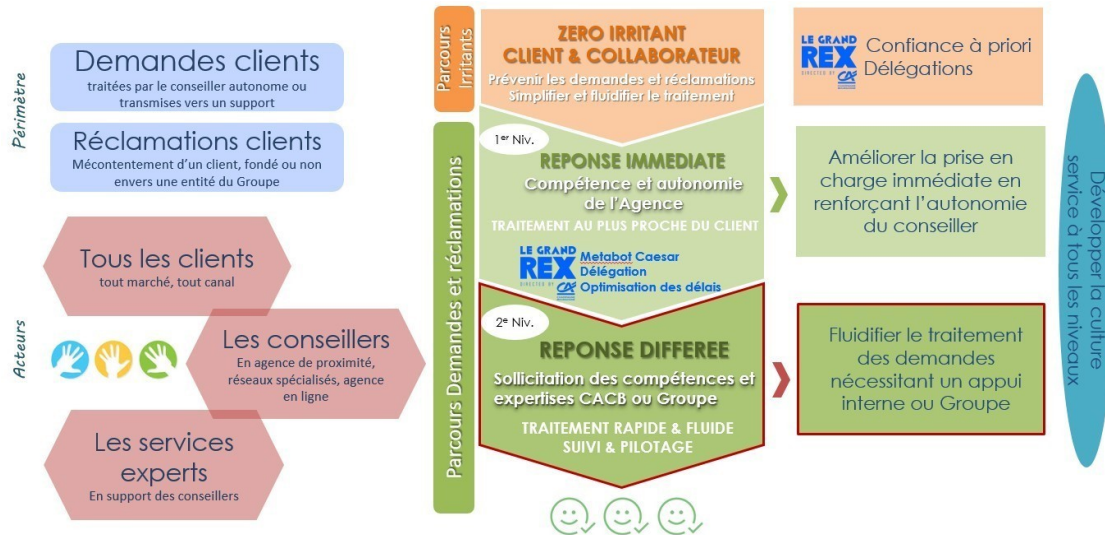 Périmètre
Demandes clients
traitées par le conseiller autonome ou
transmises vers un support
Réclamations clients
Mécontentement d'un client, fondé ou non
envers une entité du Groupe
Acteurs
Tous les clients
tout marché, tout canal
Les conseillers
En agence de proximité,
réseaux spécialisés, agence
en ligne
Les services
experts
En support des conseillers
Parcours
Irritants
ZERO IRRITANT
CLIENT & COLLABORATEUR
Prévenir les demandes et réclamations
Simplifier et fluidifier le traitement
LE GRAND
REX
DIRECTED BY CA
Confiance à priori
Délégations
Parcours Demandes et réclamations
1er Niv.
REPONSE IMMEDIATE
Compétence et autonomie
de l'Agence
TRAITEMENT AU PLUS PROCHE DU CLIENT
LE GRAND
REX
DIRECTED BY CA
Metabot Caesar
Délégation
Optimisation des délais
Améliorer la prise en
charge immédiate en
renforçant l'autonomie
du conseiller
2e Niv.
REPONSE DIFFEREE
Sollicitation des compétences et
expertises CACB ou Groupe
TRAITEMENT RAPIDE & FLUIDE
SUIVI & PILOTAGE
Fluidifier le traitement
des demandes
nécessitant un appui
interne ou Groupe
Développer la culture
service à tous les niveaux